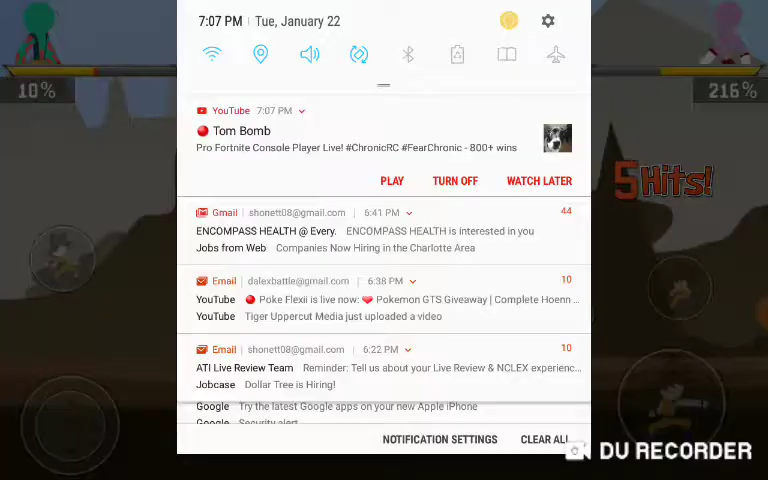 7:07 PM Tue, January 22
10%
216%
YouTube 7:07 PM
Tom Bomb
Pro Fortnite Console Player Live! #ChronicRC #FearChronic - 800+ wins
PLAY TURN OFF WATCH LATER
5 Hits!
Gmail shonett08@gmail.com 6:41 PM 44
ENCOMPASS HEALTH @ Every. ENCOMPASS HEALTH is interested in you
Jobs from Web Companies Now Hiring in the Charlotte Area
Email dalexbattle@gmail.com 6:38 PM 10
YouTube Poke Flexii is live now: Pokemon GTS Giveaway | Complete Hoenn ...
YouTube Tiger Uppercut Media just uploaded a video
Email shonett08@gmail.com 6:22 PM 10
ATI Live Review Team Reminder: Tell us about your Live Review & NCLEX experienc...
Jobcase Dollar Tree is Hiring!
Google Try the latest Google apps on your new Apple iPhone
Google Security alert
NOTIFICATION SETTINGS CLEAR ALL
DU RECORDER